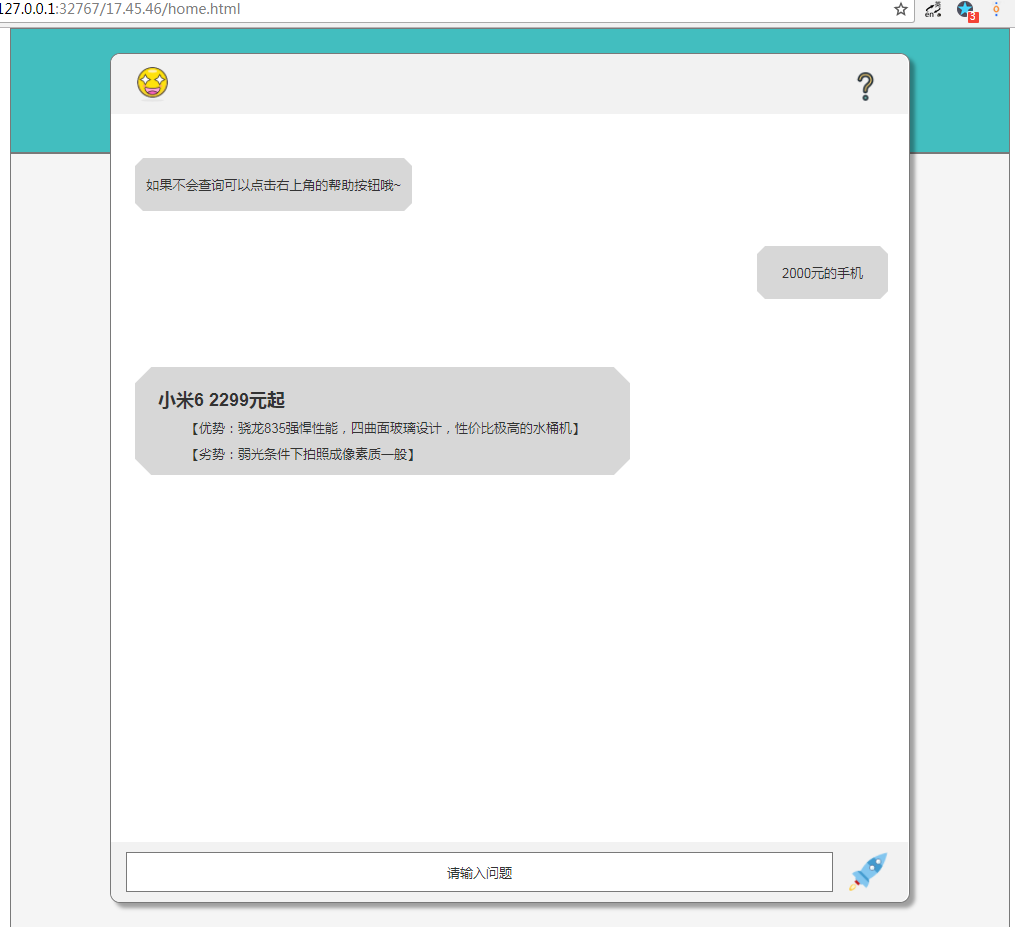 127.0.0.1:32767/17.45.46/home.html
en 英
3
?
如果不会查询可以点击右上角的帮助按钮哦~
2000元的手机
小米6 2299元起
【优势：骁龙835强悍性能，四曲面玻璃设计，性价比极高的水桶机】
【劣势：弱光条件下拍照成像素质一般】
请输入问题